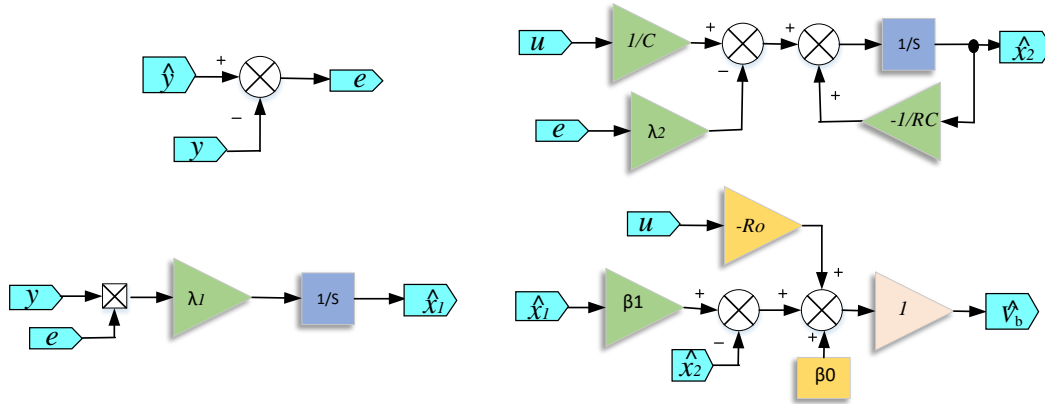 ŷ
+
e
−
y
u
1/C
+
+
1/S
x̂2
−
+
e
λ2
-1/RC
y
λ1
1/S
x̂1
e
u
-Ro
+
x̂1
β1
+
+
1
v̂b
−
+
x̂2
β0